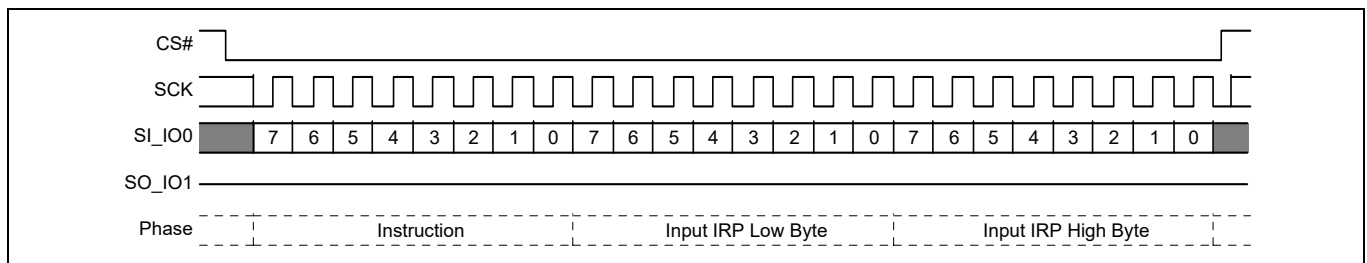 CS#
SCK
SI_IO0 7 6 5 4 3 2 1 0 7 6 5 4 3 2 1 0 7 6 5 4 3 2 1 0
SO_IO1
Phase Instruction Input IRP Low Byte Input IRP High Byte